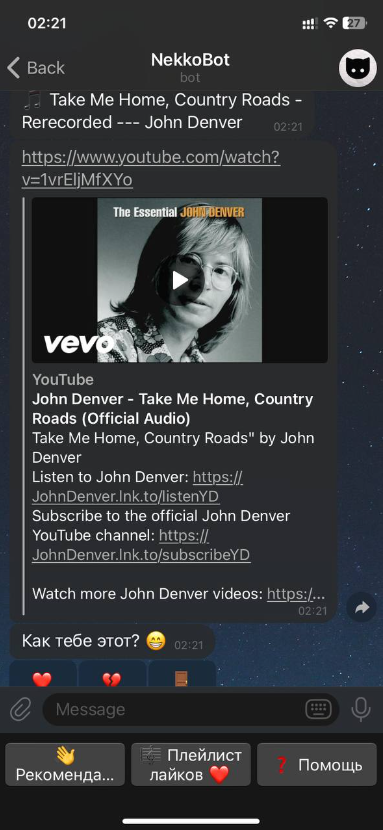 02:21
27
Back
NekkoBot
bot
Take Me Home, Country Roads -
Rerecorded --- John Denver
02:21
https://www.youtube.com/watch?
v=1vrEljMfXYo
The Essential JOHN DENVER
vevo
YouTube
John Denver - Take Me Home, Country
Roads (Official Audio)
Take Me Home, Country Roads" by John
Denver
Listen to John Denver: https://
JohnDenver.lnk.to/listenYD
Subscribe to the official John Denver
YouTube channel: https://
JohnDenver.lnk.to/subscribeYD
Watch more John Denver videos: https:/...
02:21
Как тебе этот? 😁
02:21
Message
👋
Рекоменда...
🎼 Плейлист
лайков ❤️
❓ Помощь